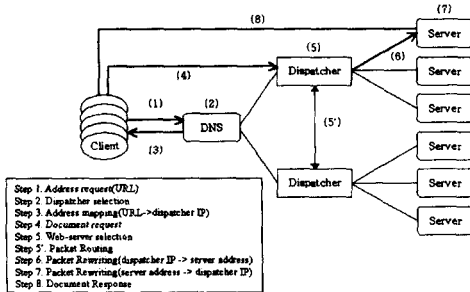 (8)
(7)
Server
(5)
(4)
Dispatcher
(6)
Server
(1)
(2)
Server
DNS
(5')
Client
(3)
Server
Dispatcher
Server
Server
Step 1. Address request(URL)
Step 2. Dispatcher selection
Step 3. Address mapping(URL->dispatcher IP)
Step 4. Document request
Step 5. Web-server selection
Step 5'. Packet Routing
Step 6. Packet Rewriting(dispatcher IP -> server address)
Step 7. Packet Rewriting(server address -> dispatcher IP)
Step 8. Document Response